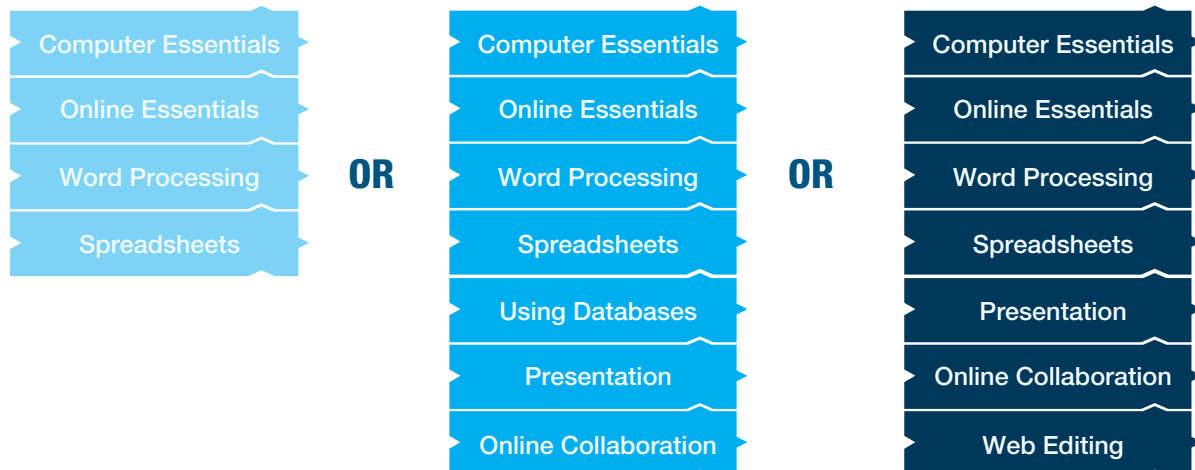 Computer Essentials
Online Essentials
Word Processing
Spreadsheets
OR
Computer Essentials
Online Essentials
Word Processing
Spreadsheets
Using Databases
Presentation
Online Collaboration
OR
Computer Essentials
Online Essentials
Word Processing
Spreadsheets
Presentation
Online Collaboration
Web Editing